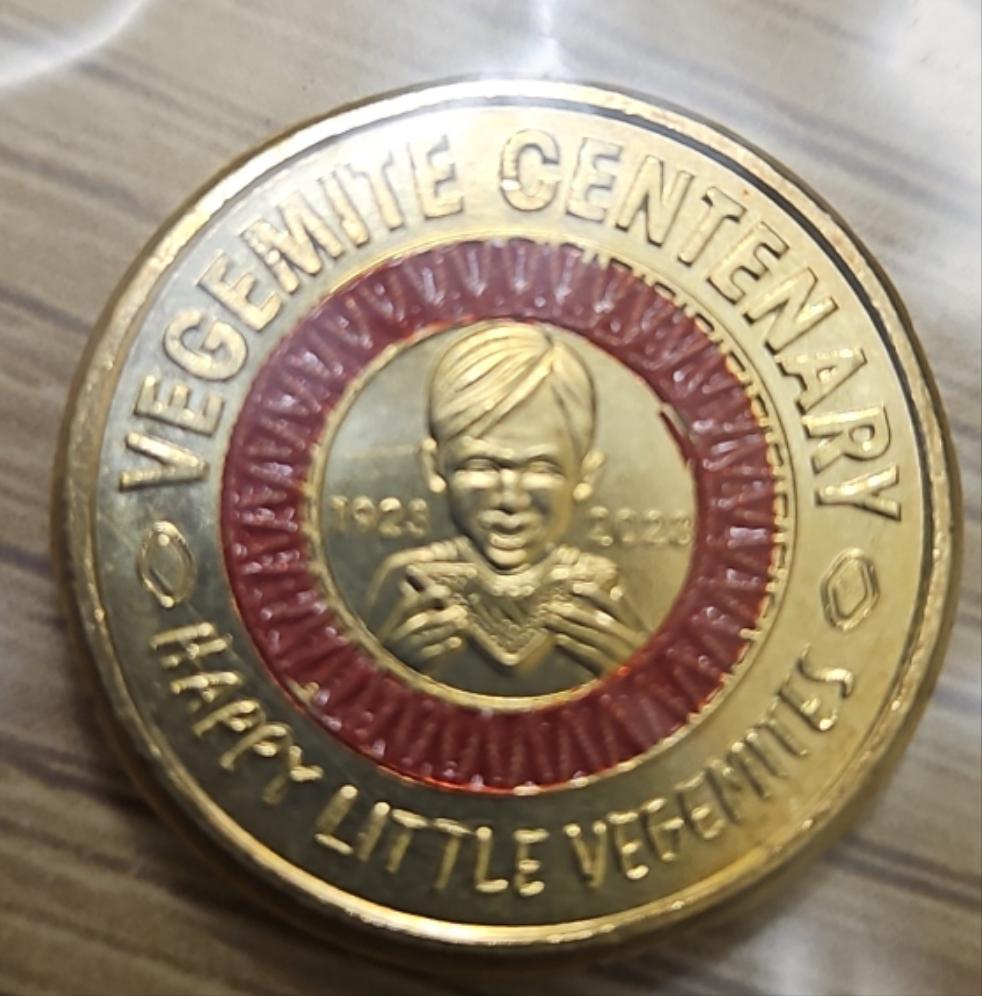 VEGEMITE CENTENARY
1923 2023
HAPPY LITTLE VEGEMITES